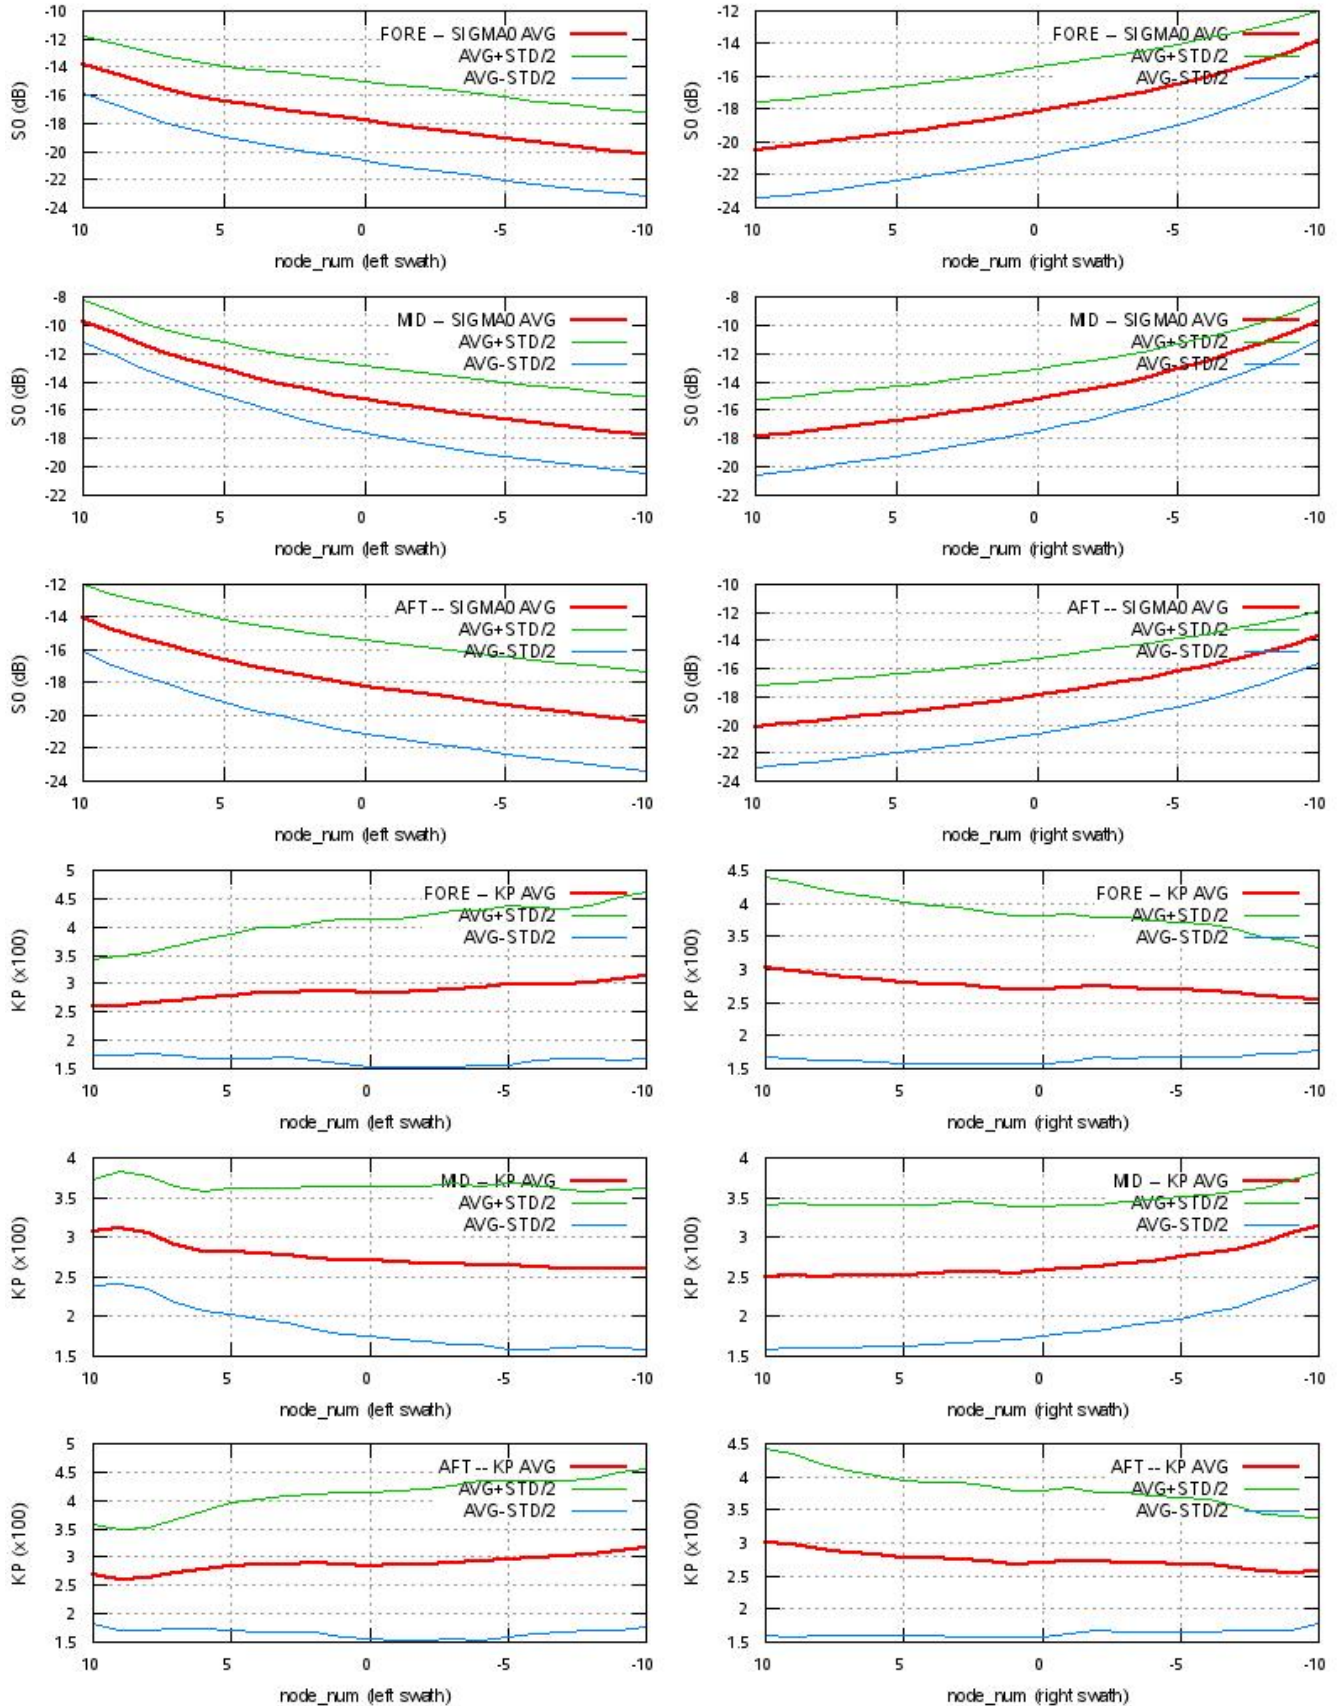 -10
-12
-14
-16
-18
-20
-22
-24
S0 (dB)
FORE -- SIGMA0 AVG
AVG+STD/2
AVG-STD/2
10 5 0 -5 -10
node_num (left swath)
-12
-14
-16
-18
-20
-22
-24
S0 (dB)
FORE -- SIGMA0 AVG
AVG+STD/2
AVG-STD/2
10 5 0 -5 -10
node_num (right swath)
-8
-10
-12
-14
-16
-18
-20
-22
S0 (dB)
MID -- SIGMA0 AVG
AVG+STD/2
AVG-STD/2
10 5 0 -5 -10
node_num (left swath)
-8
-10
-12
-14
-16
-18
-20
-22
S0 (dB)
MID -- SIGMA0 AVG
AVG+STD/2
AVG-STD/2
10 5 0 -5 -10
node_num (right swath)
-12
-14
-16
-18
-20
-22
-24
S0 (dB)
AFT -- SIGMA0 AVG
AVG+STD/2
AVG-STD/2
10 5 0 -5 -10
node_num (left swath)
-10
-12
-14
-16
-18
-20
-22
-24
S0 (dB)
AFT -- SIGMA0 AVG
AVG+STD/2
AVG-STD/2
10 5 0 -5 -10
node_num (right swath)
5
4.5
4
3.5
3
2.5
2
1.5
KP (x100)
FORE -- KP AVG
AVG+STD/2
AVG-STD/2
10 5 0 -5 -10
node_num (left swath)
4.5
4
3.5
3
2.5
2
1.5
KP (x100)
FORE -- KP AVG
AVG+STD/2
AVG-STD/2
10 5 0 -5 -10
node_num (right swath)
4
3.5
3
2.5
2
1.5
KP (x100)
MID -- KP AVG
AVG+STD/2
AVG-STD/2
10 5 0 -5 -10
node_num (left swath)
4
3.5
3
2.5
2
1.5
KP (x100)
MID -- KP AVG
AVG+STD/2
AVG-STD/2
10 5 0 -5 -10
node_num (right swath)
5
4.5
4
3.5
3
2.5
2
1.5
KP (x100)
AFT -- KP AVG
AVG+STD/2
AVG-STD/2
10 5 0 -5 -10
node_num (left swath)
4.5
4
3.5
3
2.5
2
1.5
KP (x100)
AFT -- KP AVG
AVG+STD/2
AVG-STD/2
10 5 0 -5 -10
node_num (right swath)